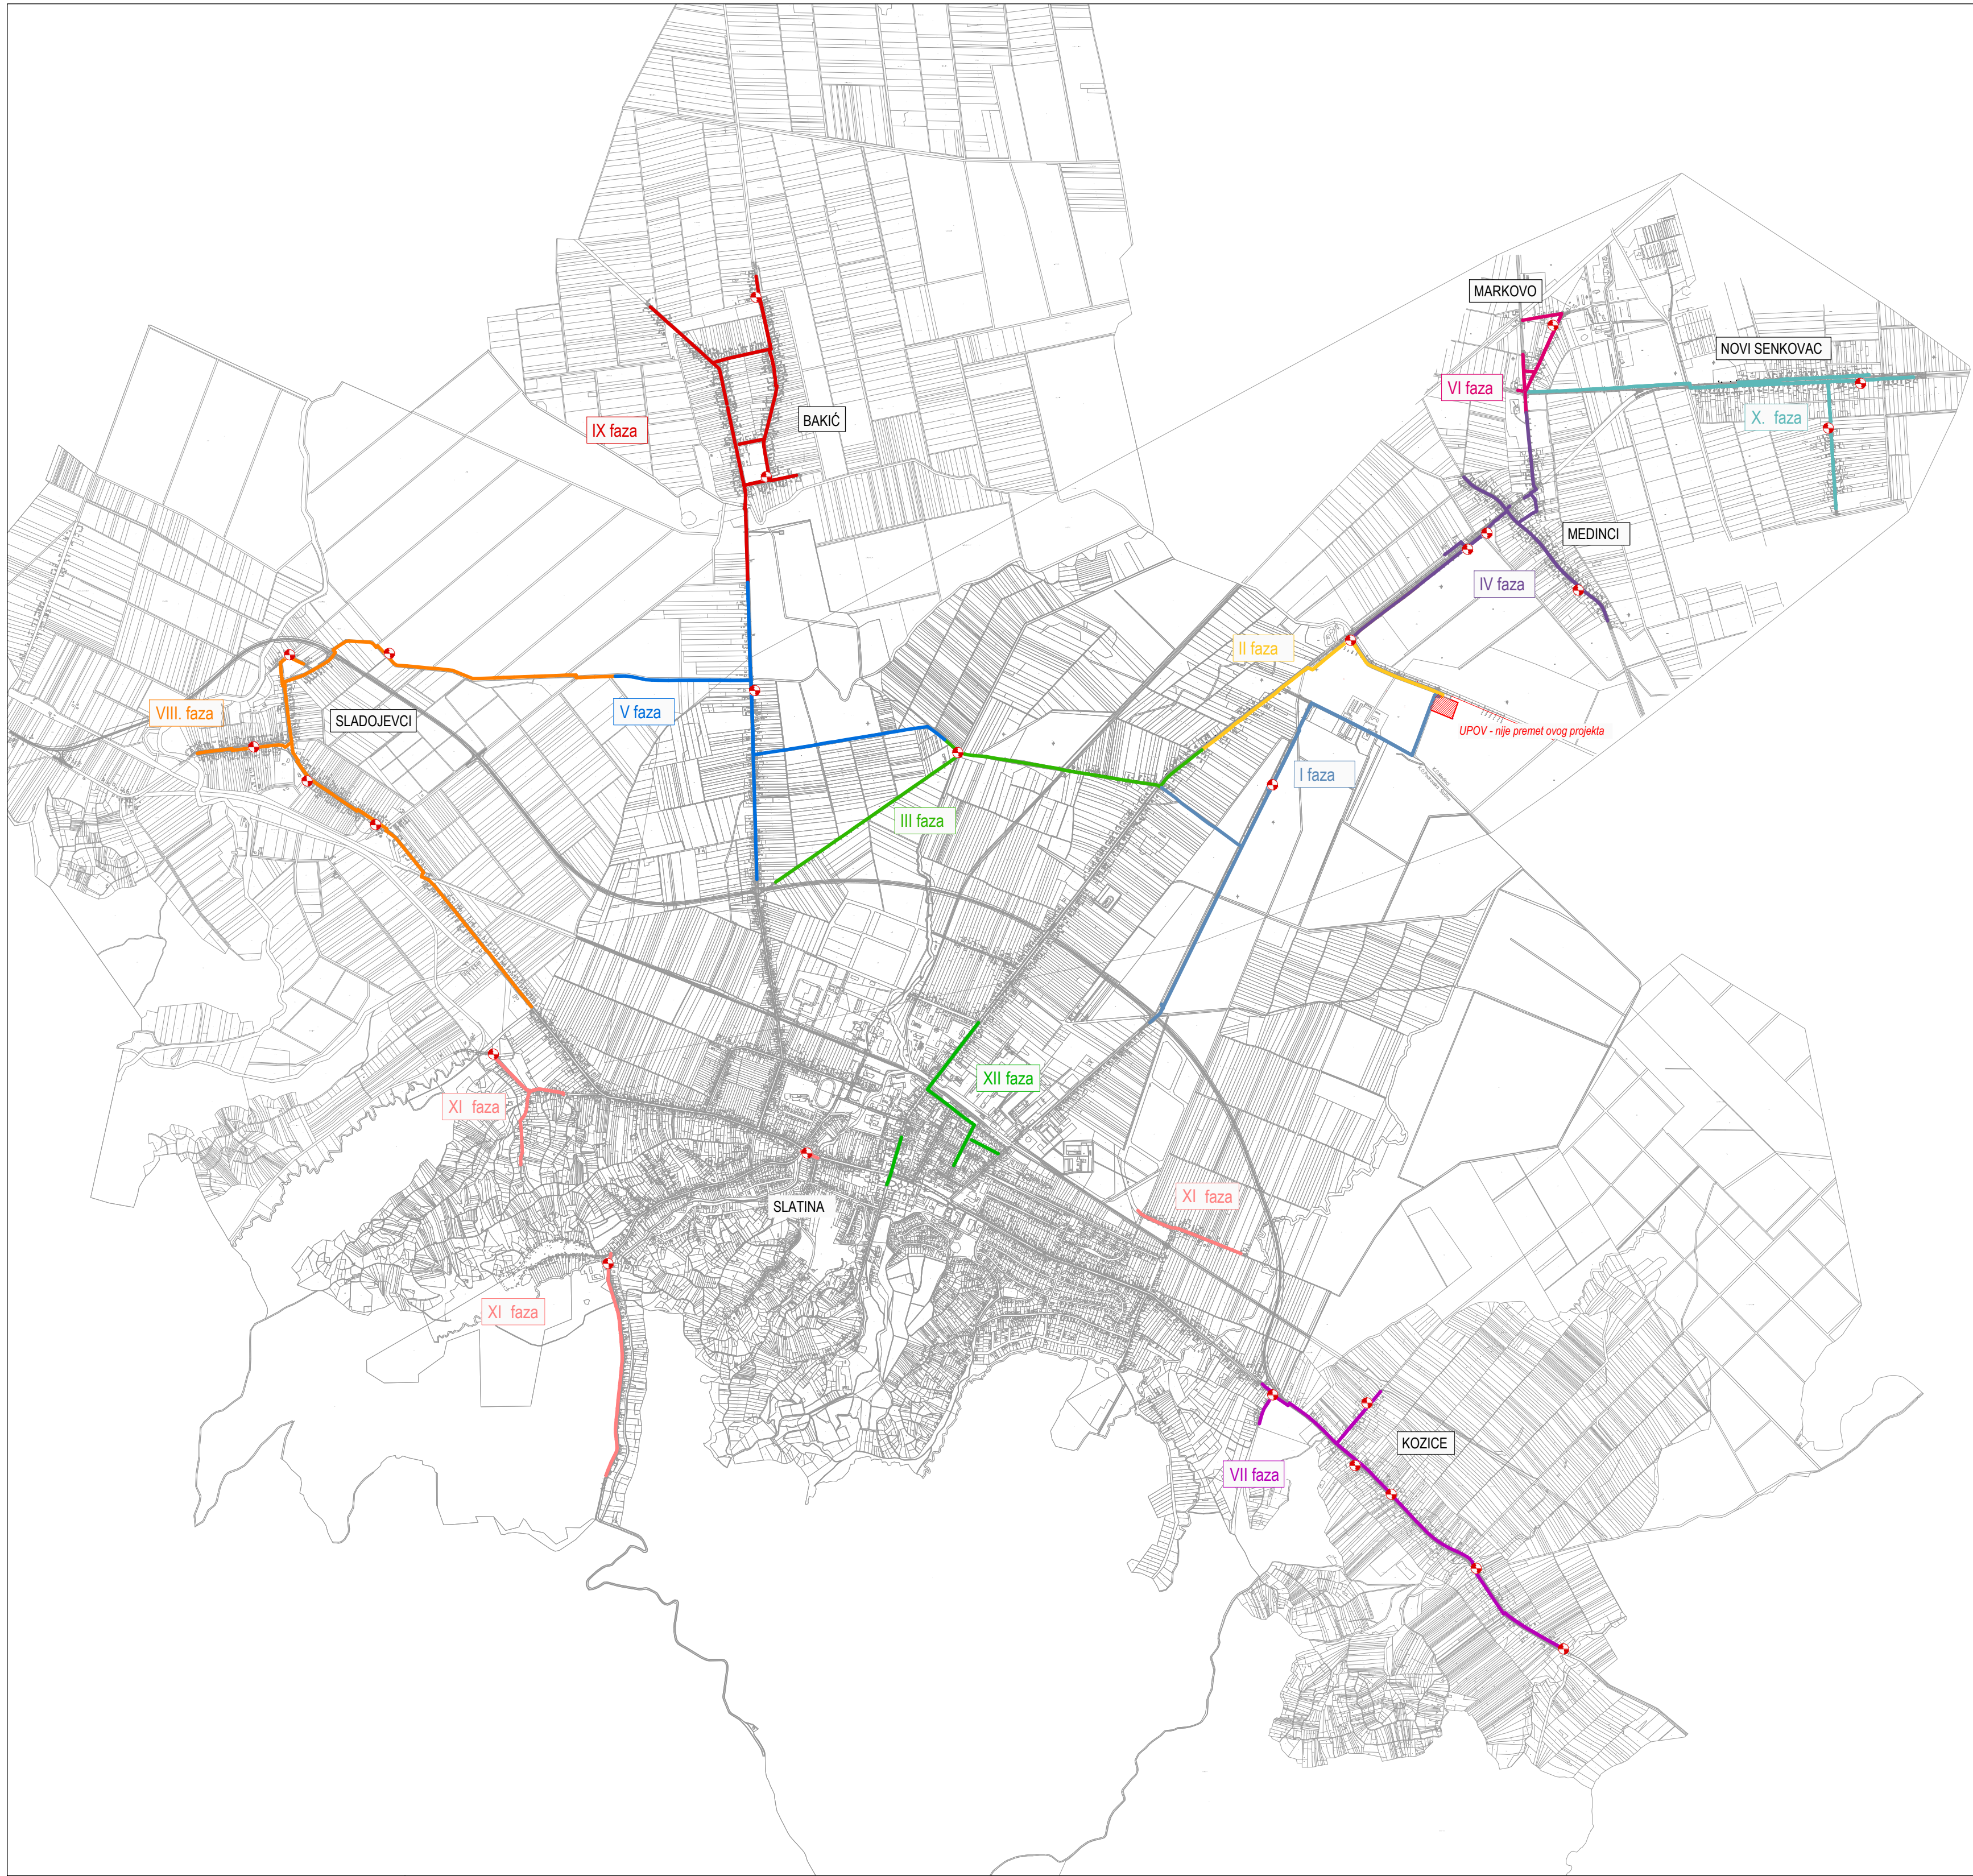 MARKOVO
NOVI SENKOVAC
VI faza
X.  faza
BAKIĆ
IX faza
MEDINCI
IV faza
II faza
VIII. faza
SLADOJEVCI
V faza
UPOV - nije premet ovog projekta
I faza
III faza
XII faza
XI  faza
XI  faza
SLATINA
XI  faza
KOZICE
VII faza